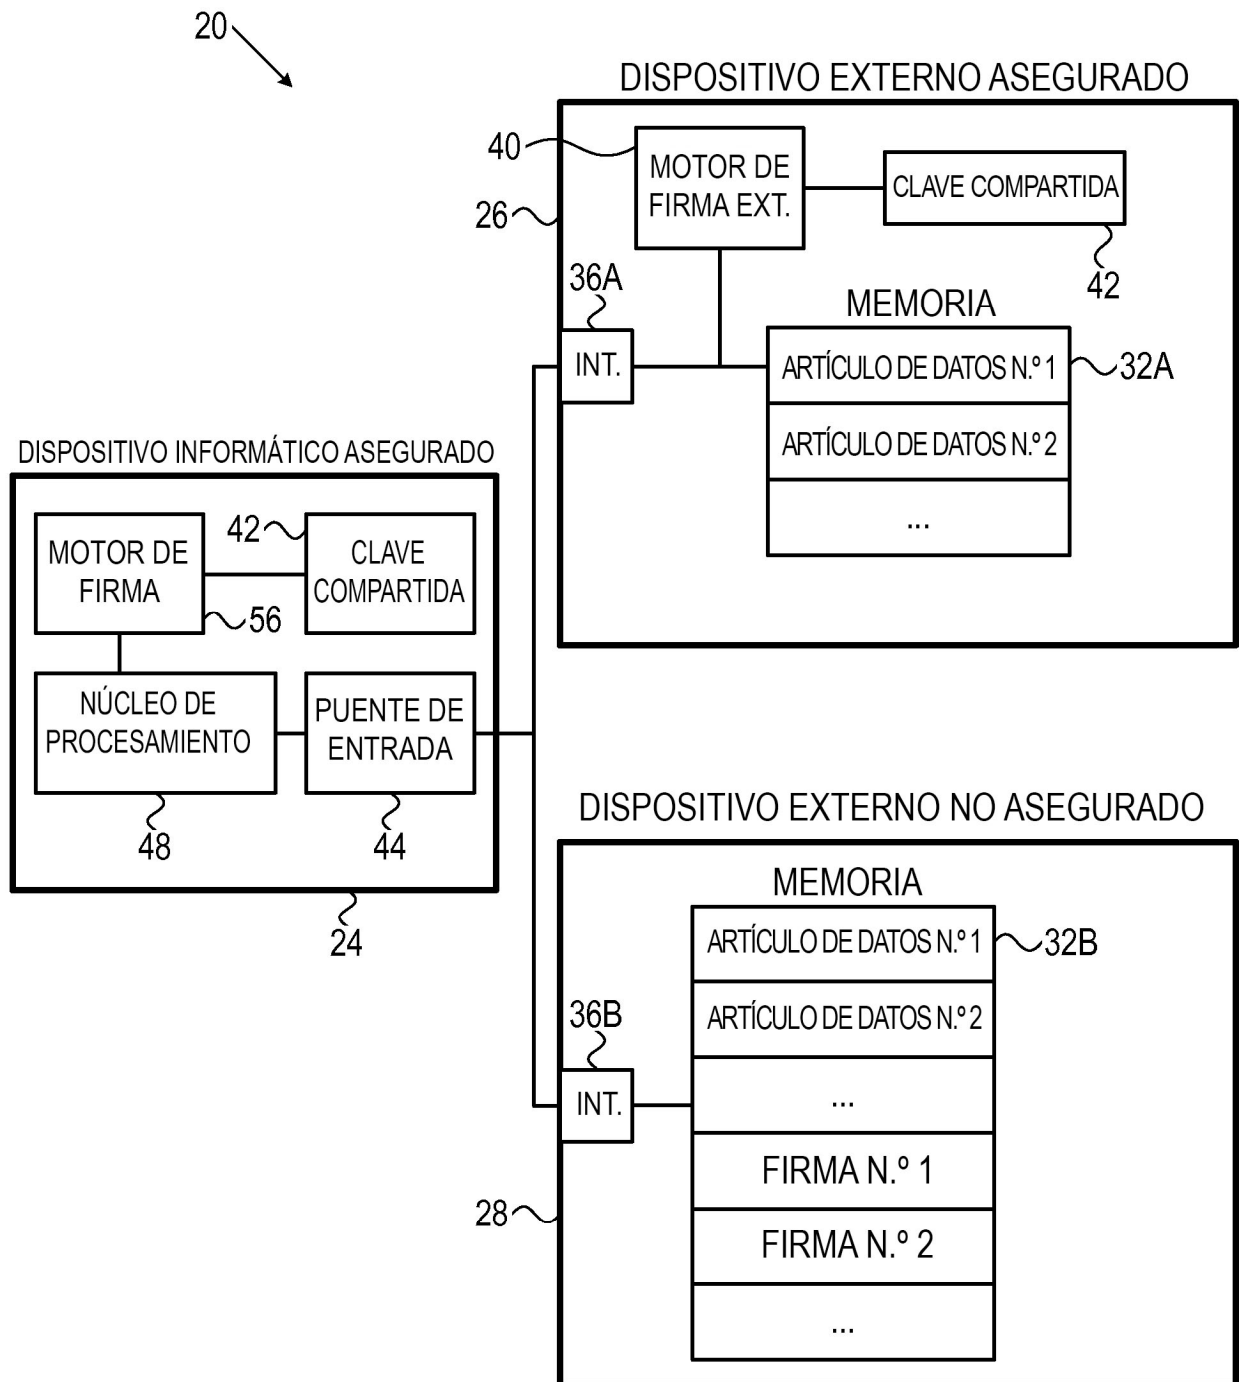 20
DISPOSITIVO EXTERNO ASEGURADO
40
MOTOR DE
FIRMA EXT.
CLAVE COMPARTIDA
26
42
36A
INT.
MEMORIA
ARTÍCULO DE DATOS N.º 1
32A
ARTÍCULO DE DATOS N.º 2
...
DISPOSITIVO INFORMÁTICO ASEGURADO
MOTOR DE
FIRMA
56
42
CLAVE
COMPARTIDA
NÚCLEO DE
PROCESAMIENTO
48
PUENTE DE
ENTRADA
44
24
DISPOSITIVO EXTERNO NO ASEGURADO
MEMORIA
ARTÍCULO DE DATOS N.º 1
32B
ARTÍCULO DE DATOS N.º 2
36B
INT.
...
FIRMA N.º 1
28
FIRMA N.º 2
...